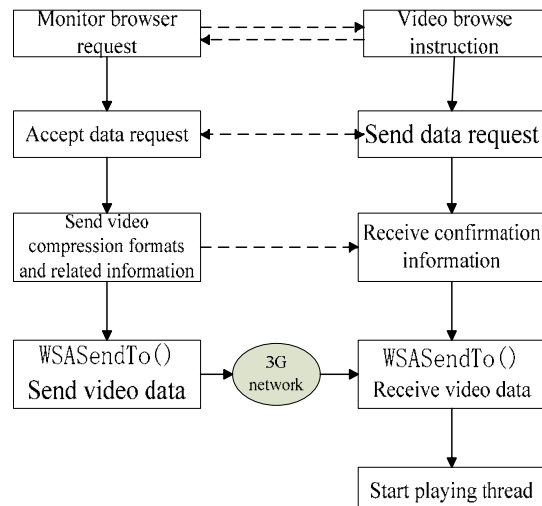 Monitor browser
request
Video browse
instruction
Accept data request
Send data request
Send video
compression formats
and related information
Receive confirmation
information
WSASendTo()
Send video data
3G
network
WSASendTo()
Receive video data
Start playing thread